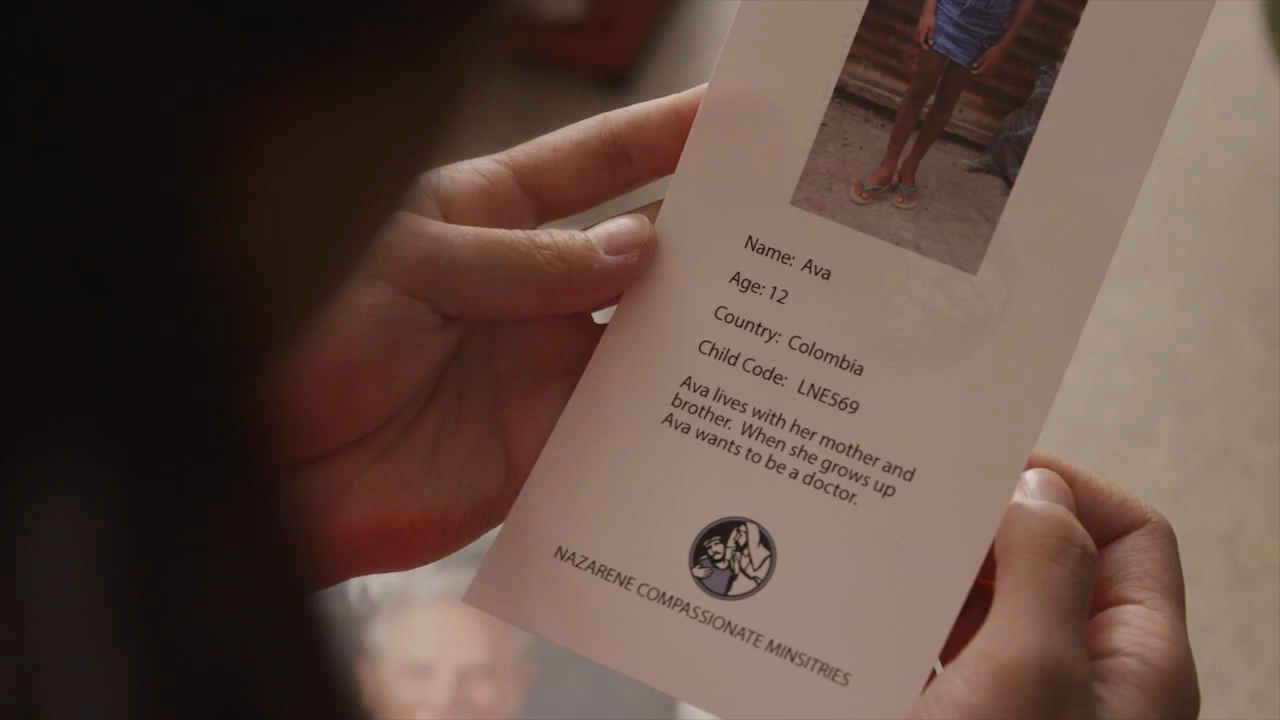 Name: Ava
Age: 12
Country: Colombia
Child Code: LNE569
Ava lives with her mother and
brother. When she grows up
Ava wants to be a doctor.
NAZARENE COMPASSIONATE MINSITRIES